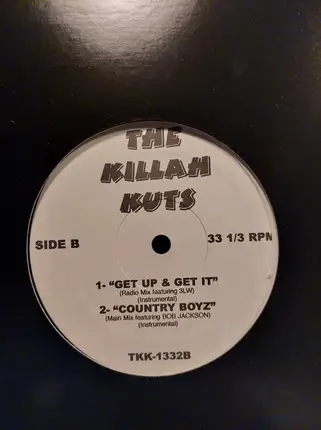 THE
KILLAH
KUTS
SIDE B
33 1/3 RPM
1- "GET UP & GET IT"
(Radio Mix featuring 3LW)
(Instrumental)
2- "COUNTRY BOYZ"
(Main Mix featuring BOB JACKSON)
(Instrumental)
TKK-1332B